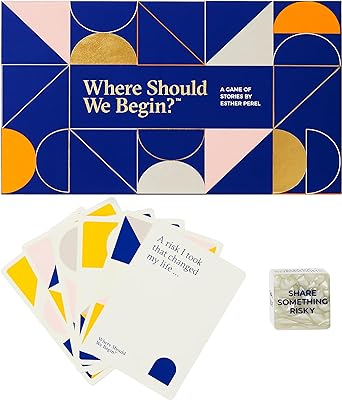 Where Should
We Begin?™
A GAME OF
STORIES BY
ESTHER PEREL
A risk I took
that changed
my life ...
Where Should
We Begin?™
SHARE
SOMETHING
RISKY